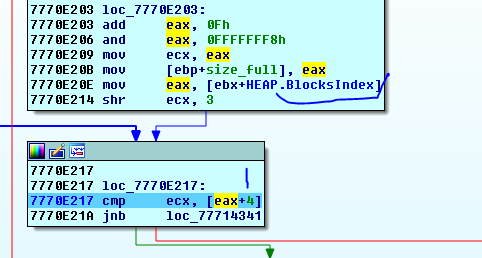 7770E203 loc_7770E203:
7770E203 add eax, 0Fh
7770E206 and eax, 0FFFFFFF8h
7770E209 mov ecx, eax
7770E20B mov [ebp+size_full], eax
7770E20E mov eax, [ebx+HEAP.BlocksIndex]
7770E214 shr ecx, 3
7770E217
7770E217 loc_7770E217:
7770E217 cmp ecx, [eax+4]
7770E21A jnb loc_77714341